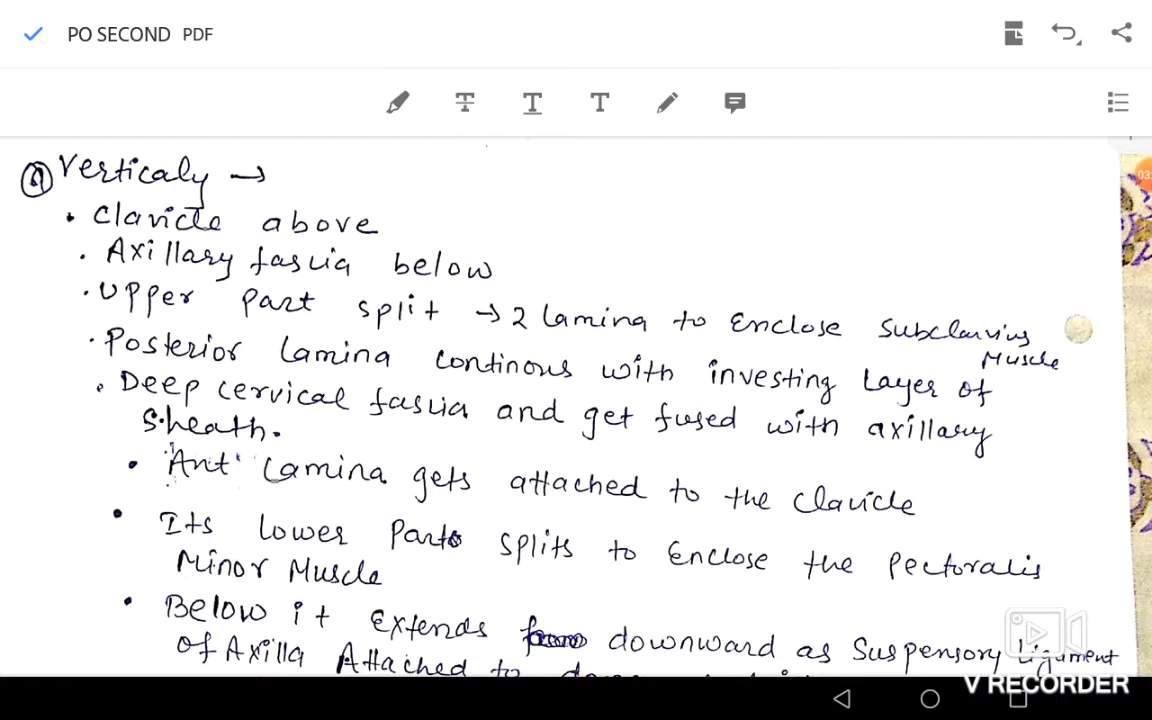 PO SECOND PDF
a Verticaly →
• Clavicle above
• Axillary fascia below
• Upper part split → 2 lamina to Enclose Subclavius Muscle
• Posterior lamina continous with investing Layer of
• Deep cervical fascia and get fused with axillary
Sheath.
• Ant Lamina gets attached to the Clavicle
• Its lower Part splits to Enclose the Pectoralis
Minor Muscle
• Below it Extends downward as Suspensory Ligament
of Axilla Attached to
V RECORDER